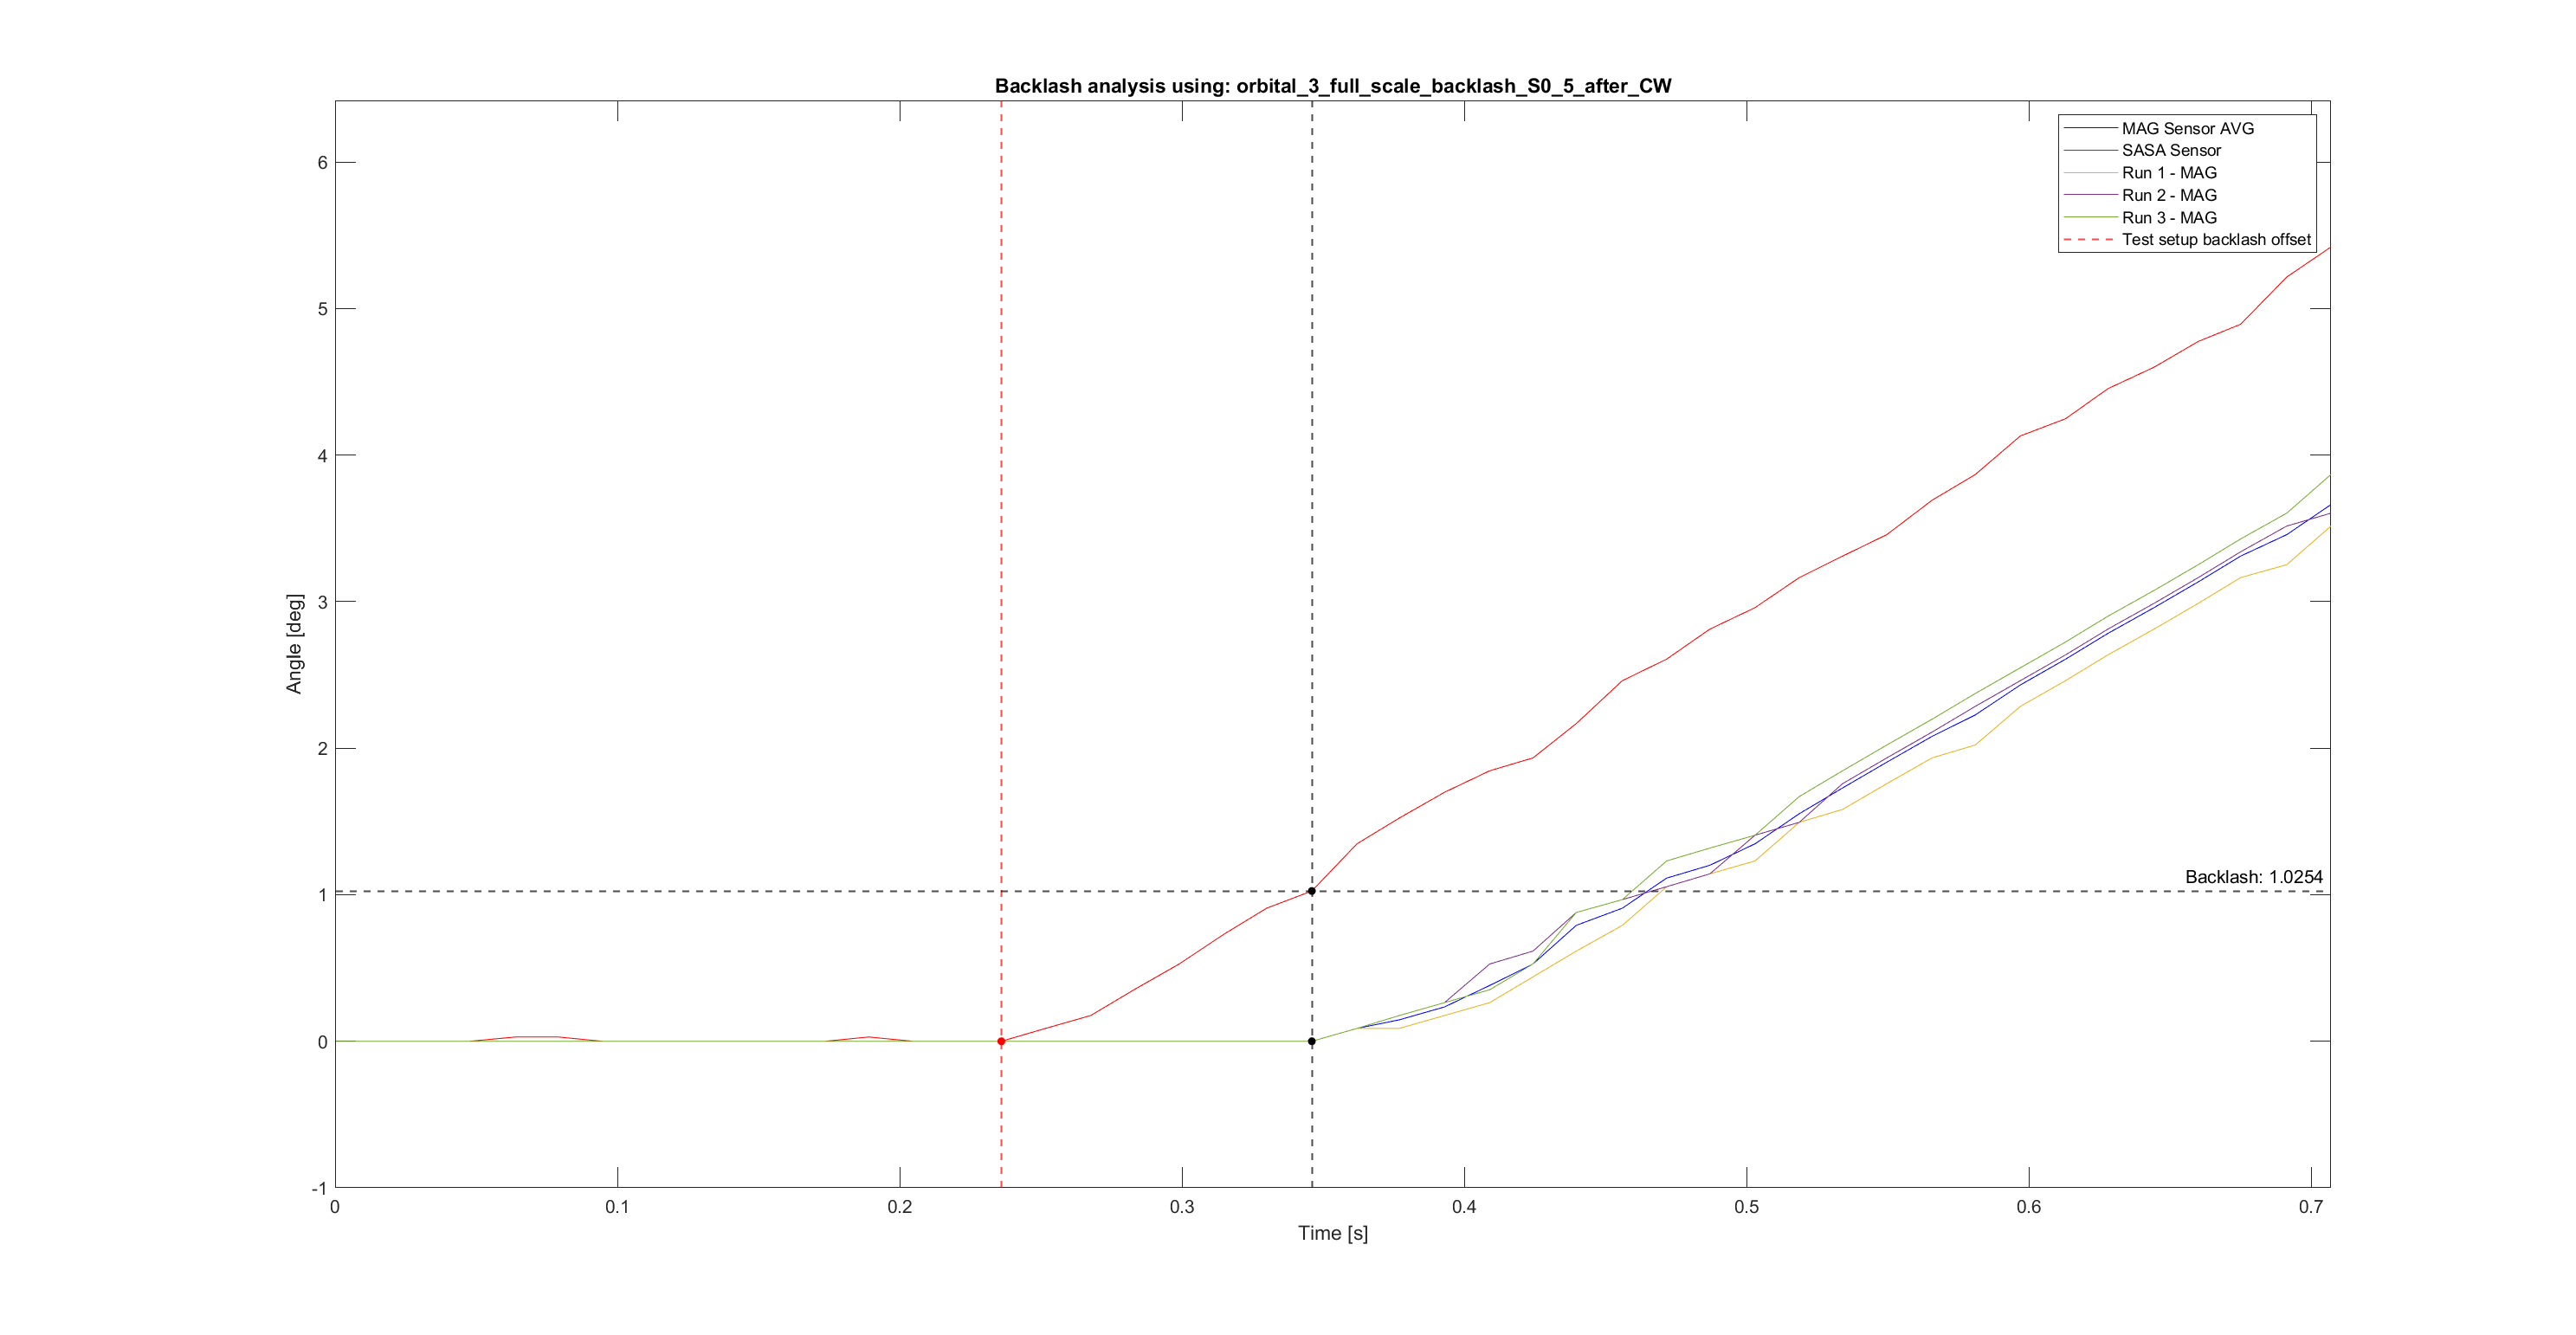 Backlash analysis using: orbital_3_full_scale_backlash_S0_5_after_CW
MAG Sensor AVG
SASA Sensor
Run 1 - MAG
Run 2 - MAG
Run 3 - MAG
Test setup backlash offset
6
5
4
3
2
1
0
-1
Angle [deg]
Backlash: 1.0254
0 0.1 0.2 0.3 0.4 0.5 0.6 0.7
Time [s]